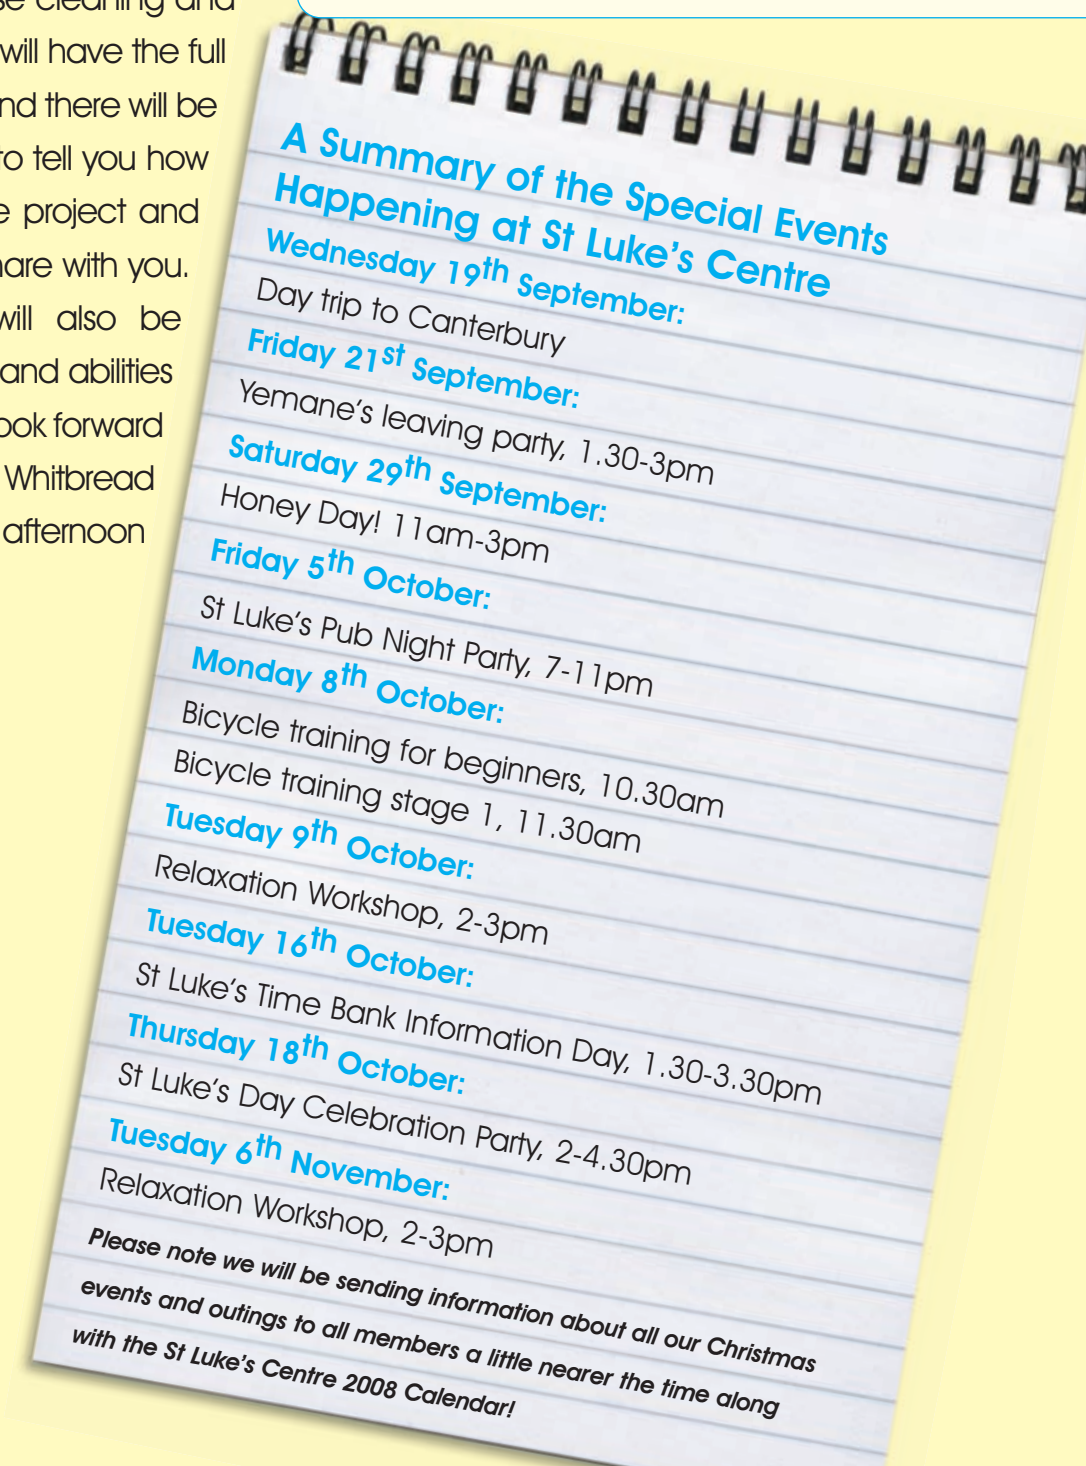 se cleaning and
will have the full
nd there will be
to tell you how
e project and
hare with you.
will also be
and abilities
ook forward
Whitbread
afternoon
A Summary of the Special Events
Happening at St Luke's Centre
Wednesday 19th September:
Day trip to Canterbury
Friday 21st September:
Yemane's leaving party, 1.30-3pm
Saturday 29th September:
Honey Day! 11am-3pm
Friday 5th October:
St Luke's Pub Night Party, 7-11pm
Monday 8th October:
Bicycle training for beginners, 10.30am
Bicycle training stage 1, 11.30am
Tuesday 9th October:
Relaxation Workshop, 2-3pm
Tuesday 16th October:
St Luke's Time Bank Information Day, 1.30-3.30pm
Thursday 18th October:
St Luke's Day Celebration Party, 2-4.30pm
Tuesday 6th November:
Relaxation Workshop, 2-3pm
Please note we will be sending information about all our Christmas
events and outings to all members a little nearer the time along
with the St Luke's Centre 2008 Calendar!